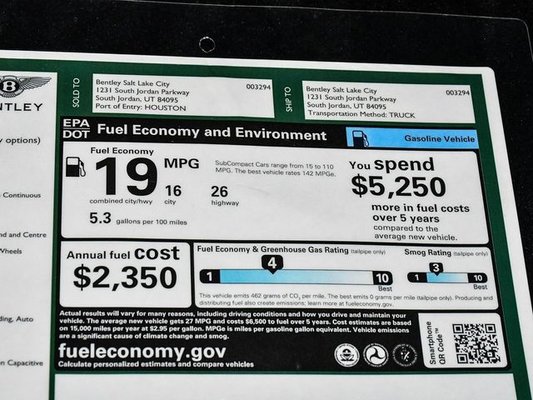 B
NTLEY
y options)
Continuous
and Centre
Wheels
ding, Auto
n Capacitive
SOLD TO
Bentley Salt Lake City 003294
1231 South Jordan Parkway
South Jordan, UT 84095
Port of Entry: HOUSTON
SHIP TO
Bentley Salt Lake City 003294
1231 South Jordan Parkway
South Jordan, UT 84095
Transportation Method: TRUCK
EPA
DOT Fuel Economy and Environment
Gasoline Vehicle
Fuel Economy
19 MPG
16 26
combined city/hwy city highway
5.3 gallons per 100 miles
SubCompact Cars range from 15 to 110
MPG. The best vehicle rates 142 MPGe.
You spend
$5,250
more in fuel costs
over 5 years
compared to the
average new vehicle.
Annual fuel cost
$2,350
Fuel Economy & Greenhouse Gas Rating (tailpipe only)
4
1 10
Best
Smog Rating (tailpipe only)
3
1 10
Best
This vehicle emits 462 grams of CO₂ per mile. The best emits 0 grams per mile (tailpipe only). Producing and
distributing fuel also create emissions; learn more at fueleconomy.gov.
Actual results will vary for many reasons, including driving conditions and how you drive and maintain your
vehicle. The average new vehicle gets 27 MPG and costs $6,500 to fuel over 5 years. Cost estimates are based
on 15,000 miles per year at $2.95 per gallon. MPGe is miles per gasoline gallon equivalent. Vehicle emissions
are a significant cause of climate change and smog.
fueleconomy.gov
Calculate personalized estimates and compare vehicles
Smartphone
QR Code™